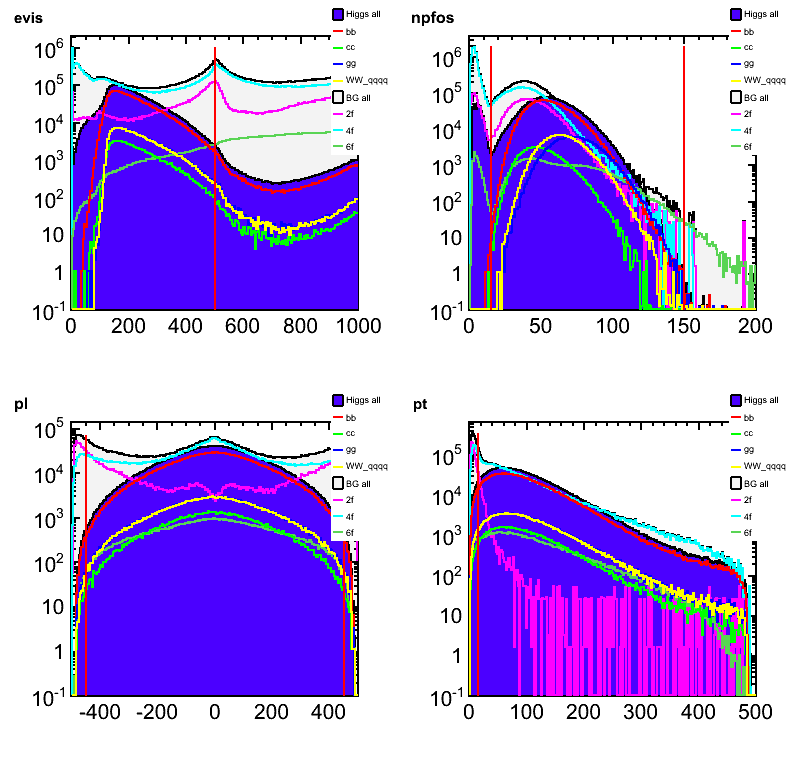 evis
Higgs all
bb
cc
gg
WW_qqqq
BG all
2f
4f
6f
10^6
10^5
10^4
10^3
10^2
10
1
10^-1
0 200 400 600 800 1000
npfos
Higgs all
bb
cc
gg
WW_qqqq
BG all
2f
4f
6f
10^6
10^5
10^4
10^3
10^2
10
1
10^-1
0 50 100 150 200
pl
Higgs all
bb
cc
gg
WW_qqqq
BG all
2f
4f
6f
10^5
10^4
10^3
10^2
10
1
10^-1
-400 -200 0 200 400
pt
Higgs all
bb
cc
gg
WW_qqqq
BG all
2f
4f
6f
10^5
10^4
10^3
10^2
10
1
10^-1
0 100 200 300 400 500